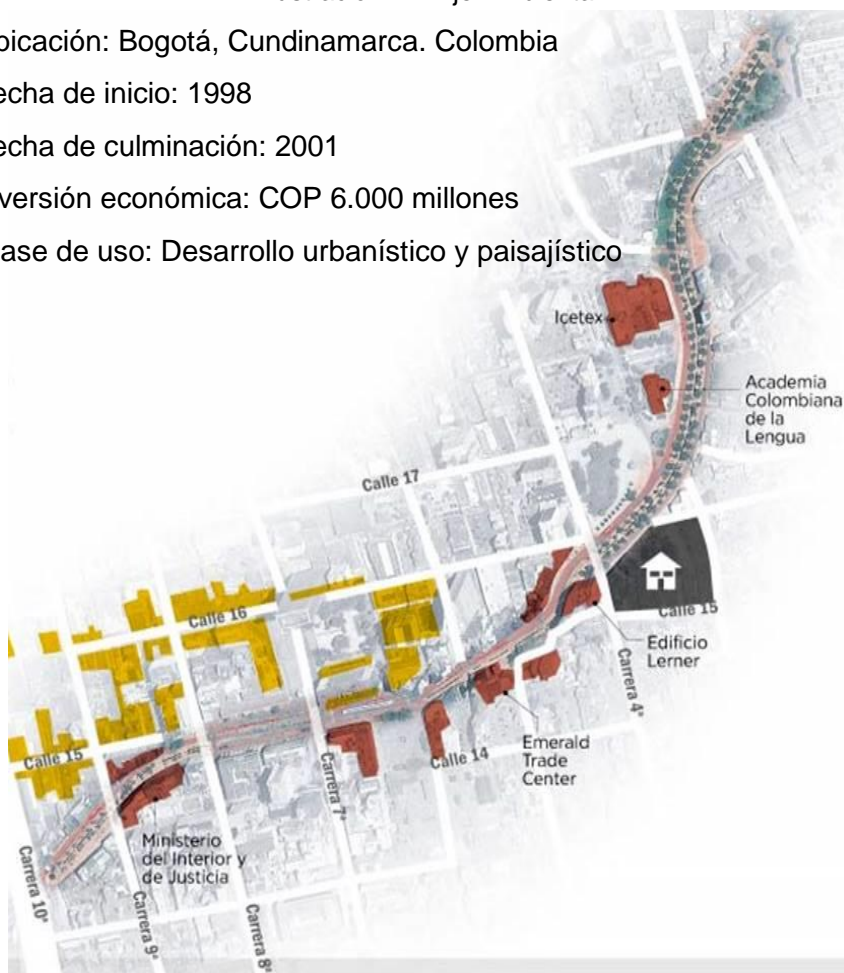 bicación: Bogotá, Cundinamarca. Colombia
echa de inicio: 1998
echa de culminación: 2001
versión económica: COP 6.000 millones
ase de uso: Desarrollo urbanístico y paisajístico
Icetex
Academia
Colombiana
de la
Lengua
Calle 17
Calle 16
Calle 15
Edificio
Lerner
Carrera 4ª
Calle 15
Emerald
Trade
Center
Calle 14
Carrera 7ª
Ministerio
del Interior y
de Justicia
Carrera 10ª
Carrera 9ª
Carrera 8ª